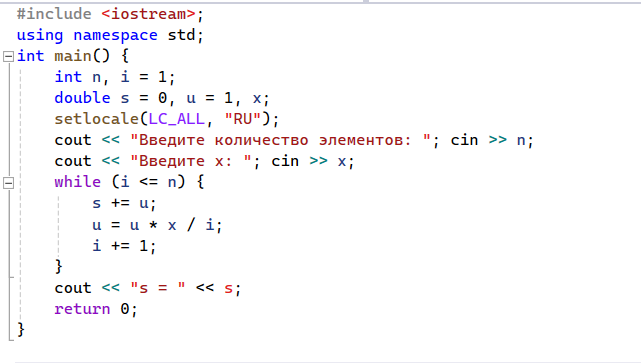 #include <iostream>;
using namespace std;
int main() {
int n, i = 1;
double s = 0, u = 1, x;
setlocale(LC_ALL, "RU");
cout << "Введите количество элементов: "; cin >> n;
cout << "Введите x: "; cin >> x;
while (i <= n) {
s += u;
u = u * x / i;
i += 1;
}
cout << "s = " << s;
return 0;
}